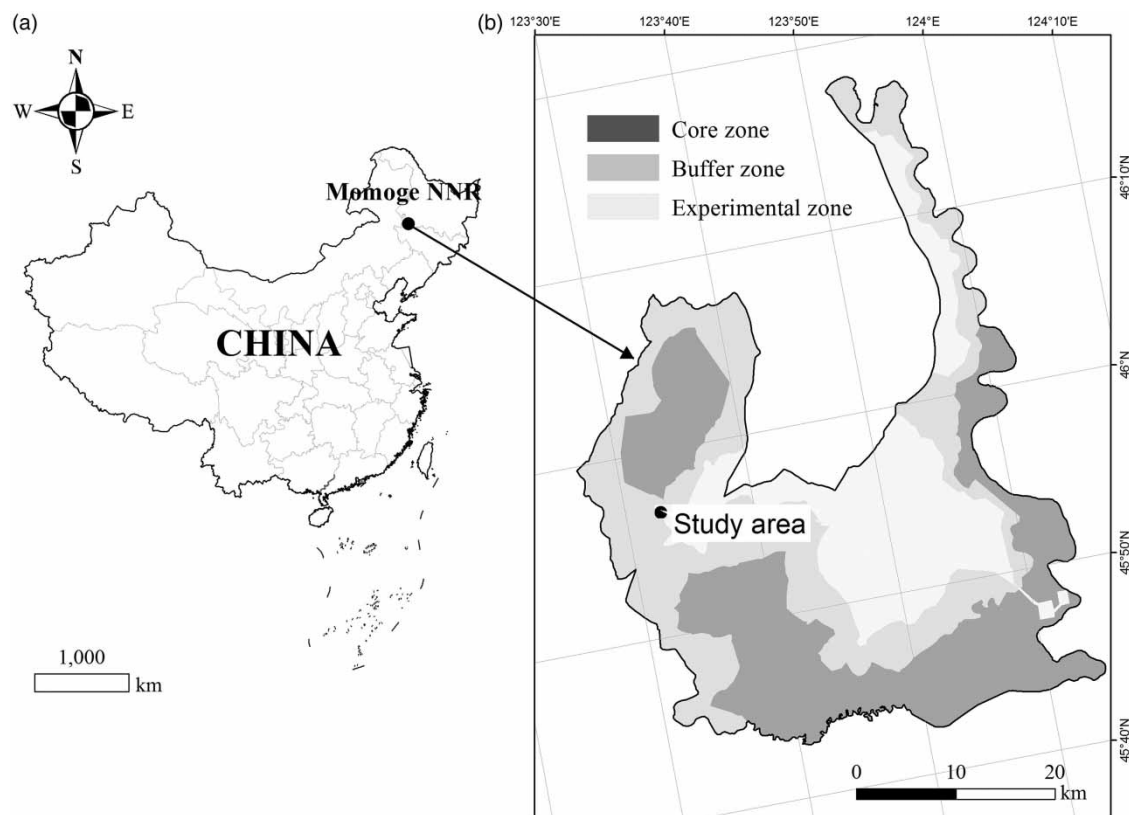 (a)
N
W
E
S
Momoge NNR
CHINA
1,000
km
(b)
123°30'E
123°40'E
123°50'E
124°E
124°10'E
Core zone
Buffer zone
Experimental zone
46°10'N
46°N
45°50'N
45°40'N
Study area
0 10 20
km